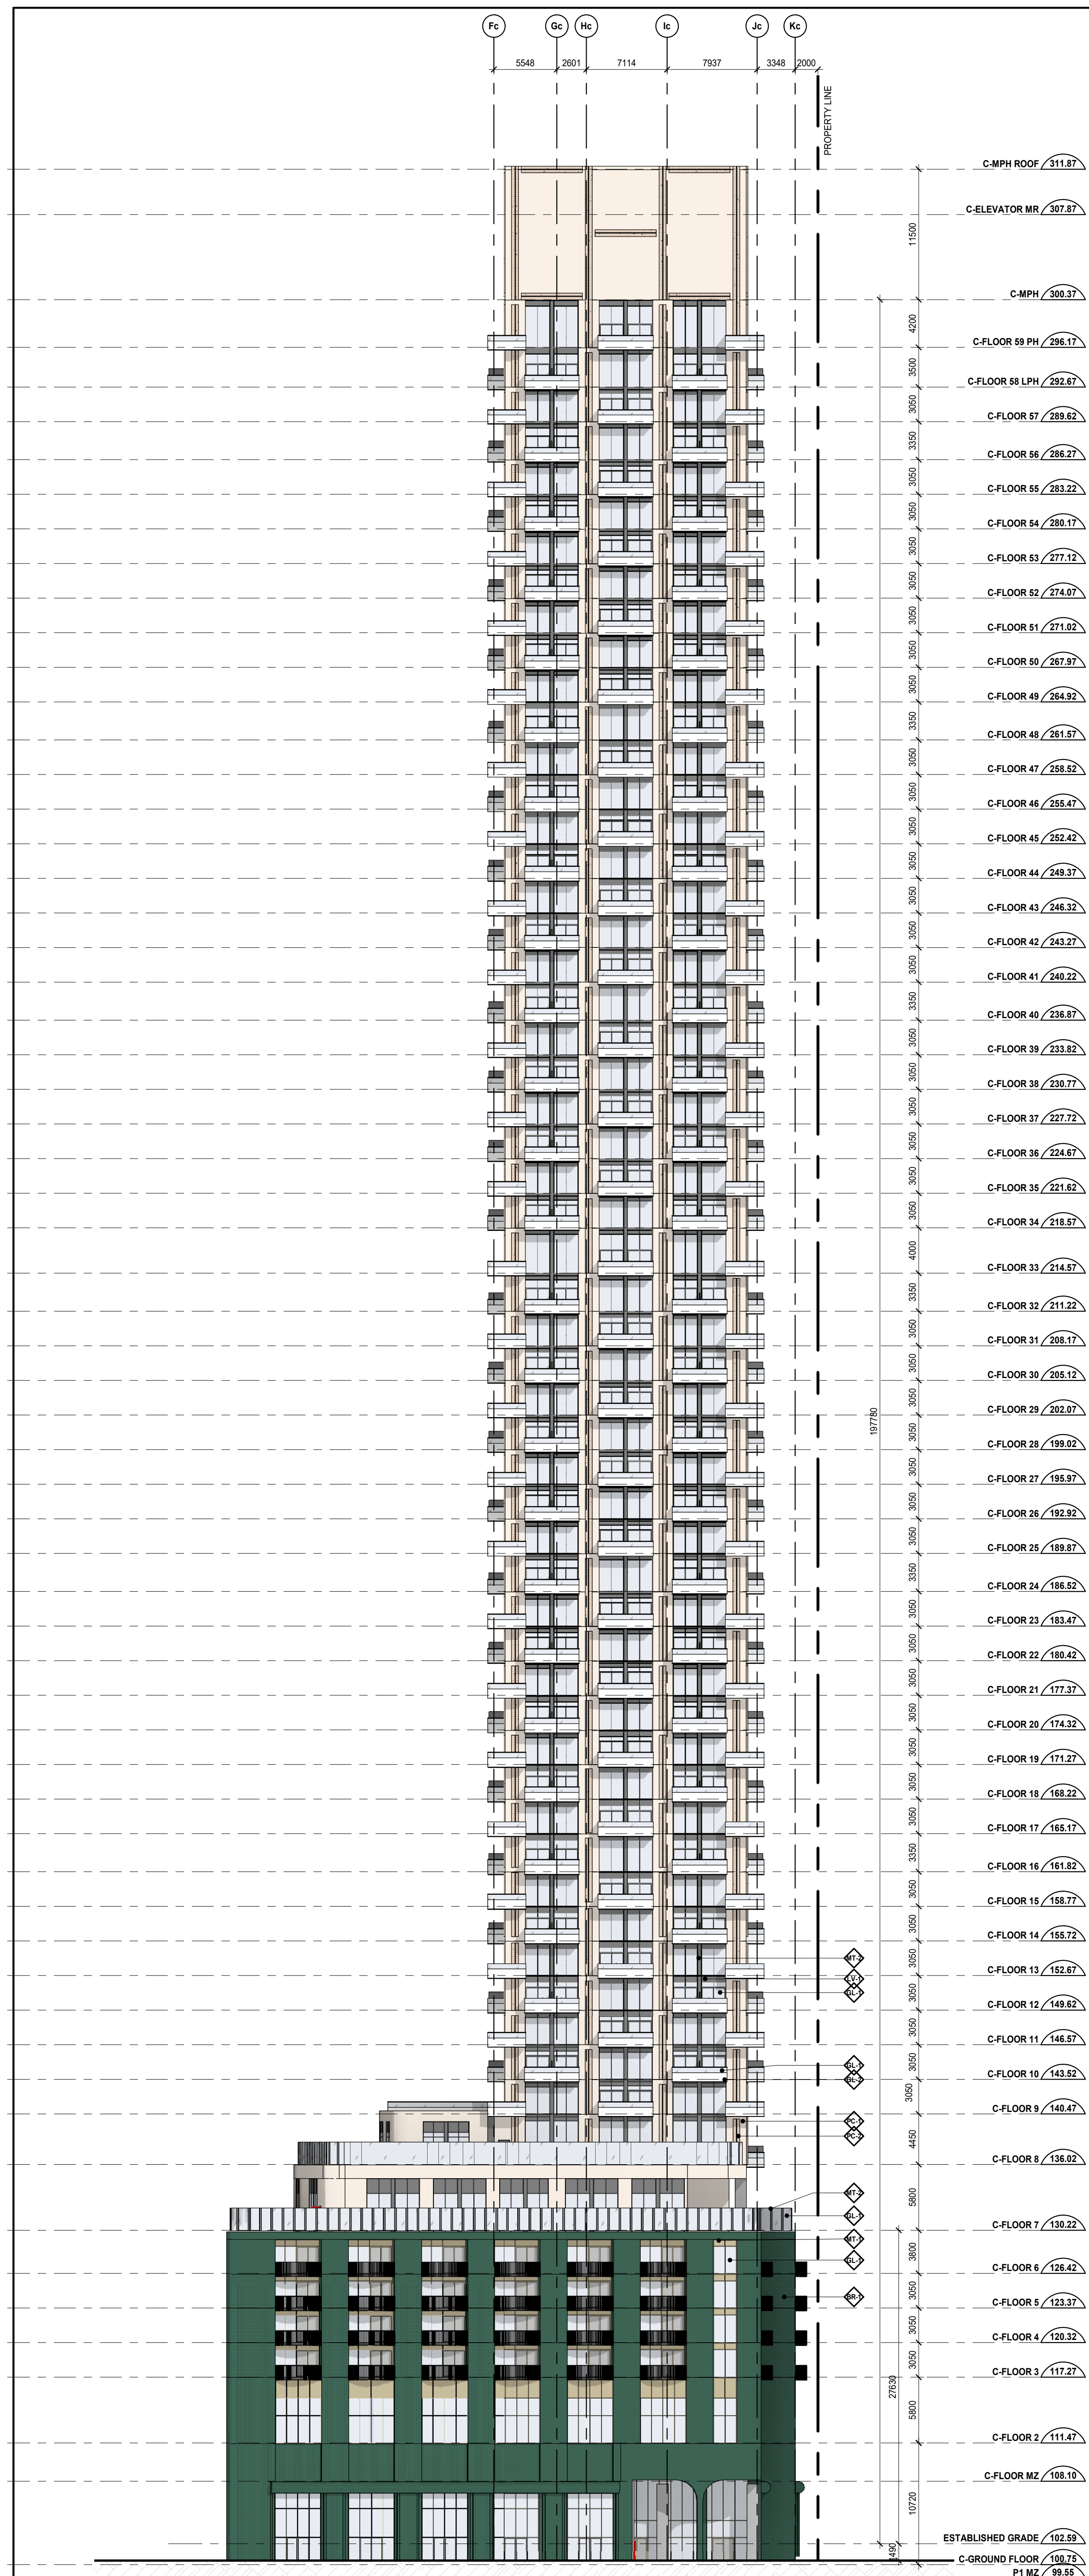 Fc Gc Hc Ic Jc Kc
5548 2601 7114 7937 3348 2000
PROPERTY LINE
C-MPH ROOF 311.87
C-ELEVATOR MR 307.87
11500
C-MPH 300.37
4200
C-FLOOR 59 PH 296.17
3500
C-FLOOR 58 LPH 292.67
3050
C-FLOOR 57 289.62
3350
C-FLOOR 56 286.27
3050
C-FLOOR 55 283.22
3050
C-FLOOR 54 280.17
3050
C-FLOOR 53 277.12
3050
C-FLOOR 52 274.07
3050
C-FLOOR 51 271.02
3050
C-FLOOR 50 267.97
3050
C-FLOOR 49 264.92
3350
C-FLOOR 48 261.57
3050
C-FLOOR 47 258.52
3050
C-FLOOR 46 255.47
3050
C-FLOOR 45 252.42
3050
C-FLOOR 44 249.37
3050
C-FLOOR 43 246.32
3050
C-FLOOR 42 243.27
3050
C-FLOOR 41 240.22
3350
C-FLOOR 40 236.87
3050
C-FLOOR 39 233.82
3050
C-FLOOR 38 230.77
3050
C-FLOOR 37 227.72
3050
C-FLOOR 36 224.67
3050
C-FLOOR 35 221.62
3050
C-FLOOR 34 218.57
4000
C-FLOOR 33 214.57
3350
C-FLOOR 32 211.22
3050
C-FLOOR 31 208.17
3050
C-FLOOR 30 205.12
3050
C-FLOOR 29 202.07
197780
3050
C-FLOOR 28 199.02
3050
C-FLOOR 27 195.97
3050
C-FLOOR 26 192.92
3050
C-FLOOR 25 189.87
3350
C-FLOOR 24 186.52
3050
C-FLOOR 23 183.47
3050
C-FLOOR 22 180.42
3050
C-FLOOR 21 177.37
3050
C-FLOOR 20 174.32
3050
C-FLOOR 19 171.27
3050
C-FLOOR 18 168.22
3050
C-FLOOR 17 165.17
3350
C-FLOOR 16 161.82
3050
C-FLOOR 15 158.77
3050
C-FLOOR 14 155.72
MT-2
3050
C-FLOOR 13 152.67
LV-1
GL-1
3050
C-FLOOR 12 149.62
3050
C-FLOOR 11 146.57
GL-1
3050
C-FLOOR 10 143.52
GL-2
3050
C-FLOOR 9 140.47
PC-1
PC-2
4450
C-FLOOR 8 136.02
MT-2
5800
GL-1
C-FLOOR 7 130.22
MT-1
3800
GL-1
C-FLOOR 6 126.42
3050
BR-1
C-FLOOR 5 123.37
3050
C-FLOOR 4 120.32
3050
C-FLOOR 3 117.27
27630
5800
C-FLOOR 2 111.47
C-FLOOR MZ 108.10
10720
ESTABLISHED GRADE 102.59
1490
C-GROUND FLOOR 100.75
P1 MZ 99.55